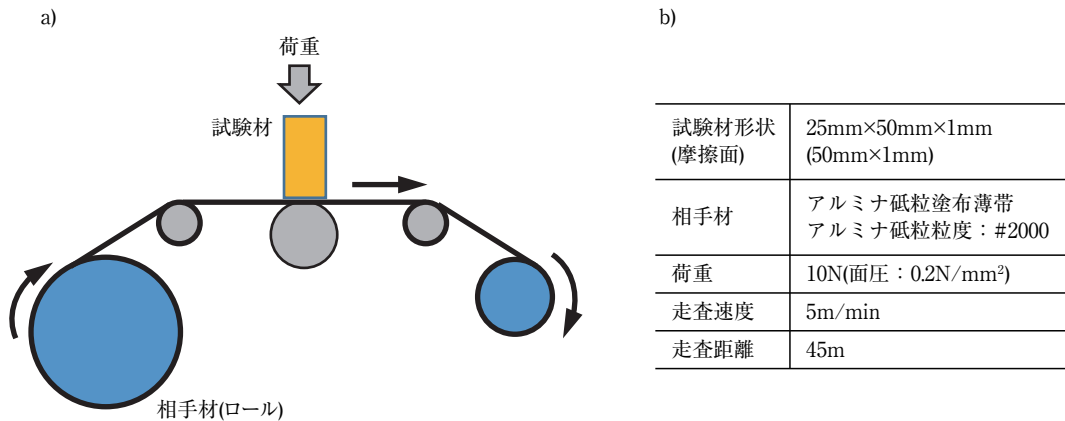 a)
荷重
試験材
相手材(ロール)
b)
試験材形状
(摩擦面)
25mm×50mm×1mm
(50mm×1mm)
相手材
アルミナ砥粒塗布薄帯
アルミナ砥粒粒度：#2000
荷重
10N(面圧：0.2N/mm²)
走査速度
5m/min
走査距離
45m